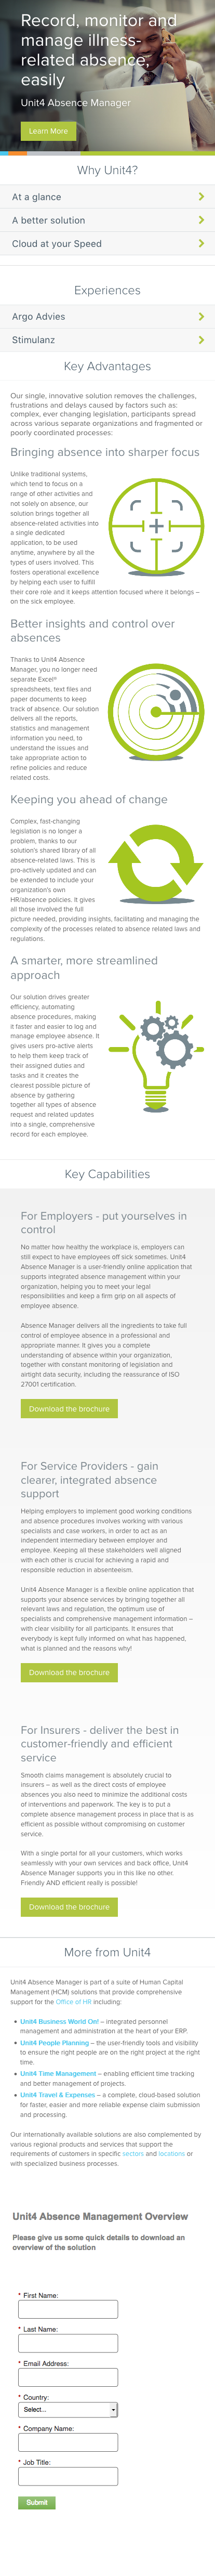 Record, monitor and
manage illness-
related absence,
easily
Unit4 Absence Manager
Learn More
Why Unit4?
At a glance
A better solution
Cloud at your Speed
Experiences
Argo Advies
Stimulanz
Key Advantages
Our single, innovative solution removes the challenges,
frustrations and delays caused by factors such as:
complex, ever changing legislation, participants spread
across various separate organizations and fragmented or
poorly coordinated processes:
Bringing absence into sharper focus
Unlike traditional systems,
which tend to focus on a
range of other activities and
not solely on absence, our
solution brings together all
absence-related activities into
a single dedicated
application, to be used
anytime, anywhere by all the
types of users involved. This
fosters operational excellence
by helping each user to fulfill
their core role and it keeps attention focused where it belongs –
on the sick employee.
Better insights and control over
absences
Thanks to Unit4 Absence
Manager, you no longer need
separate Excel®
spreadsheets, text files and
paper documents to keep
track of absence. Our solution
delivers all the reports,
statistics and management
information you need, to
understand the issues and
take appropriate action to
refine policies and reduce
related costs.
Keeping you ahead of change
Complex, fast-changing
legislation is no longer a
problem, thanks to our
solution's shared library of all
absence-related laws. This is
pro-actively updated and can
be extended to include your
organization's own
HR/absence policies. It gives
all those involved the full
picture needed, providing insights, facilitating and managing the
complexity of the processes related to absence related laws and
regulations.
A smarter, more streamlined
approach
Our solution drives greater
efficiency, automating
absence procedures, making
it faster and easier to log and
manage employee absence. It
gives users pro-active alerts
to help them keep track of
their assigned duties and
tasks and it creates the
clearest possible picture of
absence by gathering
together all types of absence
request and related updates
into a single, comprehensive
record for each employee.
Key Capabilities
For Employers - put yourselves in
control
No matter how healthy the workplace is, employers can
still expect to have employees off sick sometimes. Unit4
Absence Manager is a user-friendly online application that
supports integrated absence management within your
organization, helping you to meet your legal
responsibilities and keep a firm grip on all aspects of
employee absence.
Absence Manager delivers all the ingredients to take full
control of employee absence in a professional and
appropriate manner. It gives you a complete
understanding of absence within your organization,
together with constant monitoring of legislation and
airtight data security, including the reassurance of ISO
27001 certification.
Download the brochure
For Service Providers - gain
clearer, integrated absence
support
Helping employers to implement good working conditions
and absence procedures involves working with various
specialists and case workers, in order to act as an
independent intermediary between employer and
employee. Keeping all these stakeholders well aligned
with each other is crucial for achieving a rapid and
responsible reduction in absenteeism.
Unit4 Absence Manager is a flexible online application that
supports your absence services by bringing together all
relevant laws and regulation, the optimum use of
specialists and comprehensive management information –
with clear visibility for all participants. It ensures that
everybody is kept fully informed on what has happened,
what is planned and the reasons why!
Download the brochure
For Insurers - deliver the best in
customer-friendly and efficient
service
Smooth claims management is absolutely crucial to
insurers – as well as the direct costs of employee
absences you also need to minimize the additional costs
of interventions and paperwork. The key is to put in a
complete absence management process in place that is as
efficient as possible without compromising on customer
service.
With a single portal for all your customers, which works
seamlessly with your own services and back office, Unit4
Absence Manager supports you in this like no other.
Friendly AND efficient really is possible!
Download the brochure
More from Unit4
Unit4 Absence Manager is part of a suite of Human Capital
Management (HCM) solutions that provide comprehensive
support for the Office of HR including:
• Unit4 Business World On! – integrated personnel
management and administration at the heart of your ERP.
• Unit4 People Planning – the user-friendly tools and visibility
to ensure the right people are on the right project at the right
time.
• Unit4 Time Management – enabling efficient time tracking
and better management of projects.
• Unit4 Travel & Expenses – a complete, cloud-based solution
for faster, easier and more reliable expense claim submission
and processing.
Our internationally available solutions are also complemented by
various regional products and services that support the
requirements of customers in specific sectors and locations or
with specialized business processes.
Unit4 Absence Management Overview
Please give us some quick details to download an
overview of the solution
* First Name:
* Last Name:
* Email Address:
* Country:
Select...
* Company Name:
* Job Title:
Submit